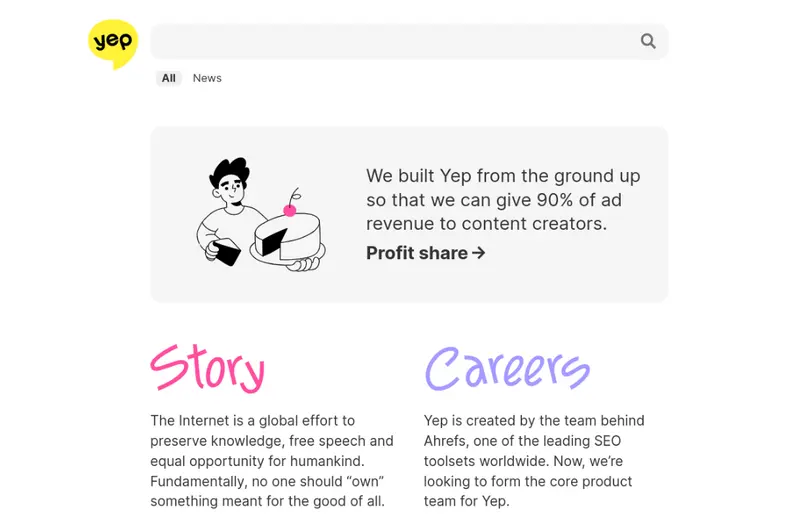 yep
All News
We built Yep from the ground up
so that we can give 90% of ad
revenue to content creators.
Profit share →
Story
The Internet is a global effort to
preserve knowledge, free speech and
equal opportunity for humankind.
Fundamentally, no one should “own”
something meant for the good of all.
Careers
Yep is created by the team behind
Ahrefs, one of the leading SEO
toolsets worldwide. Now, we’re
looking to form the core product
team for Yep.